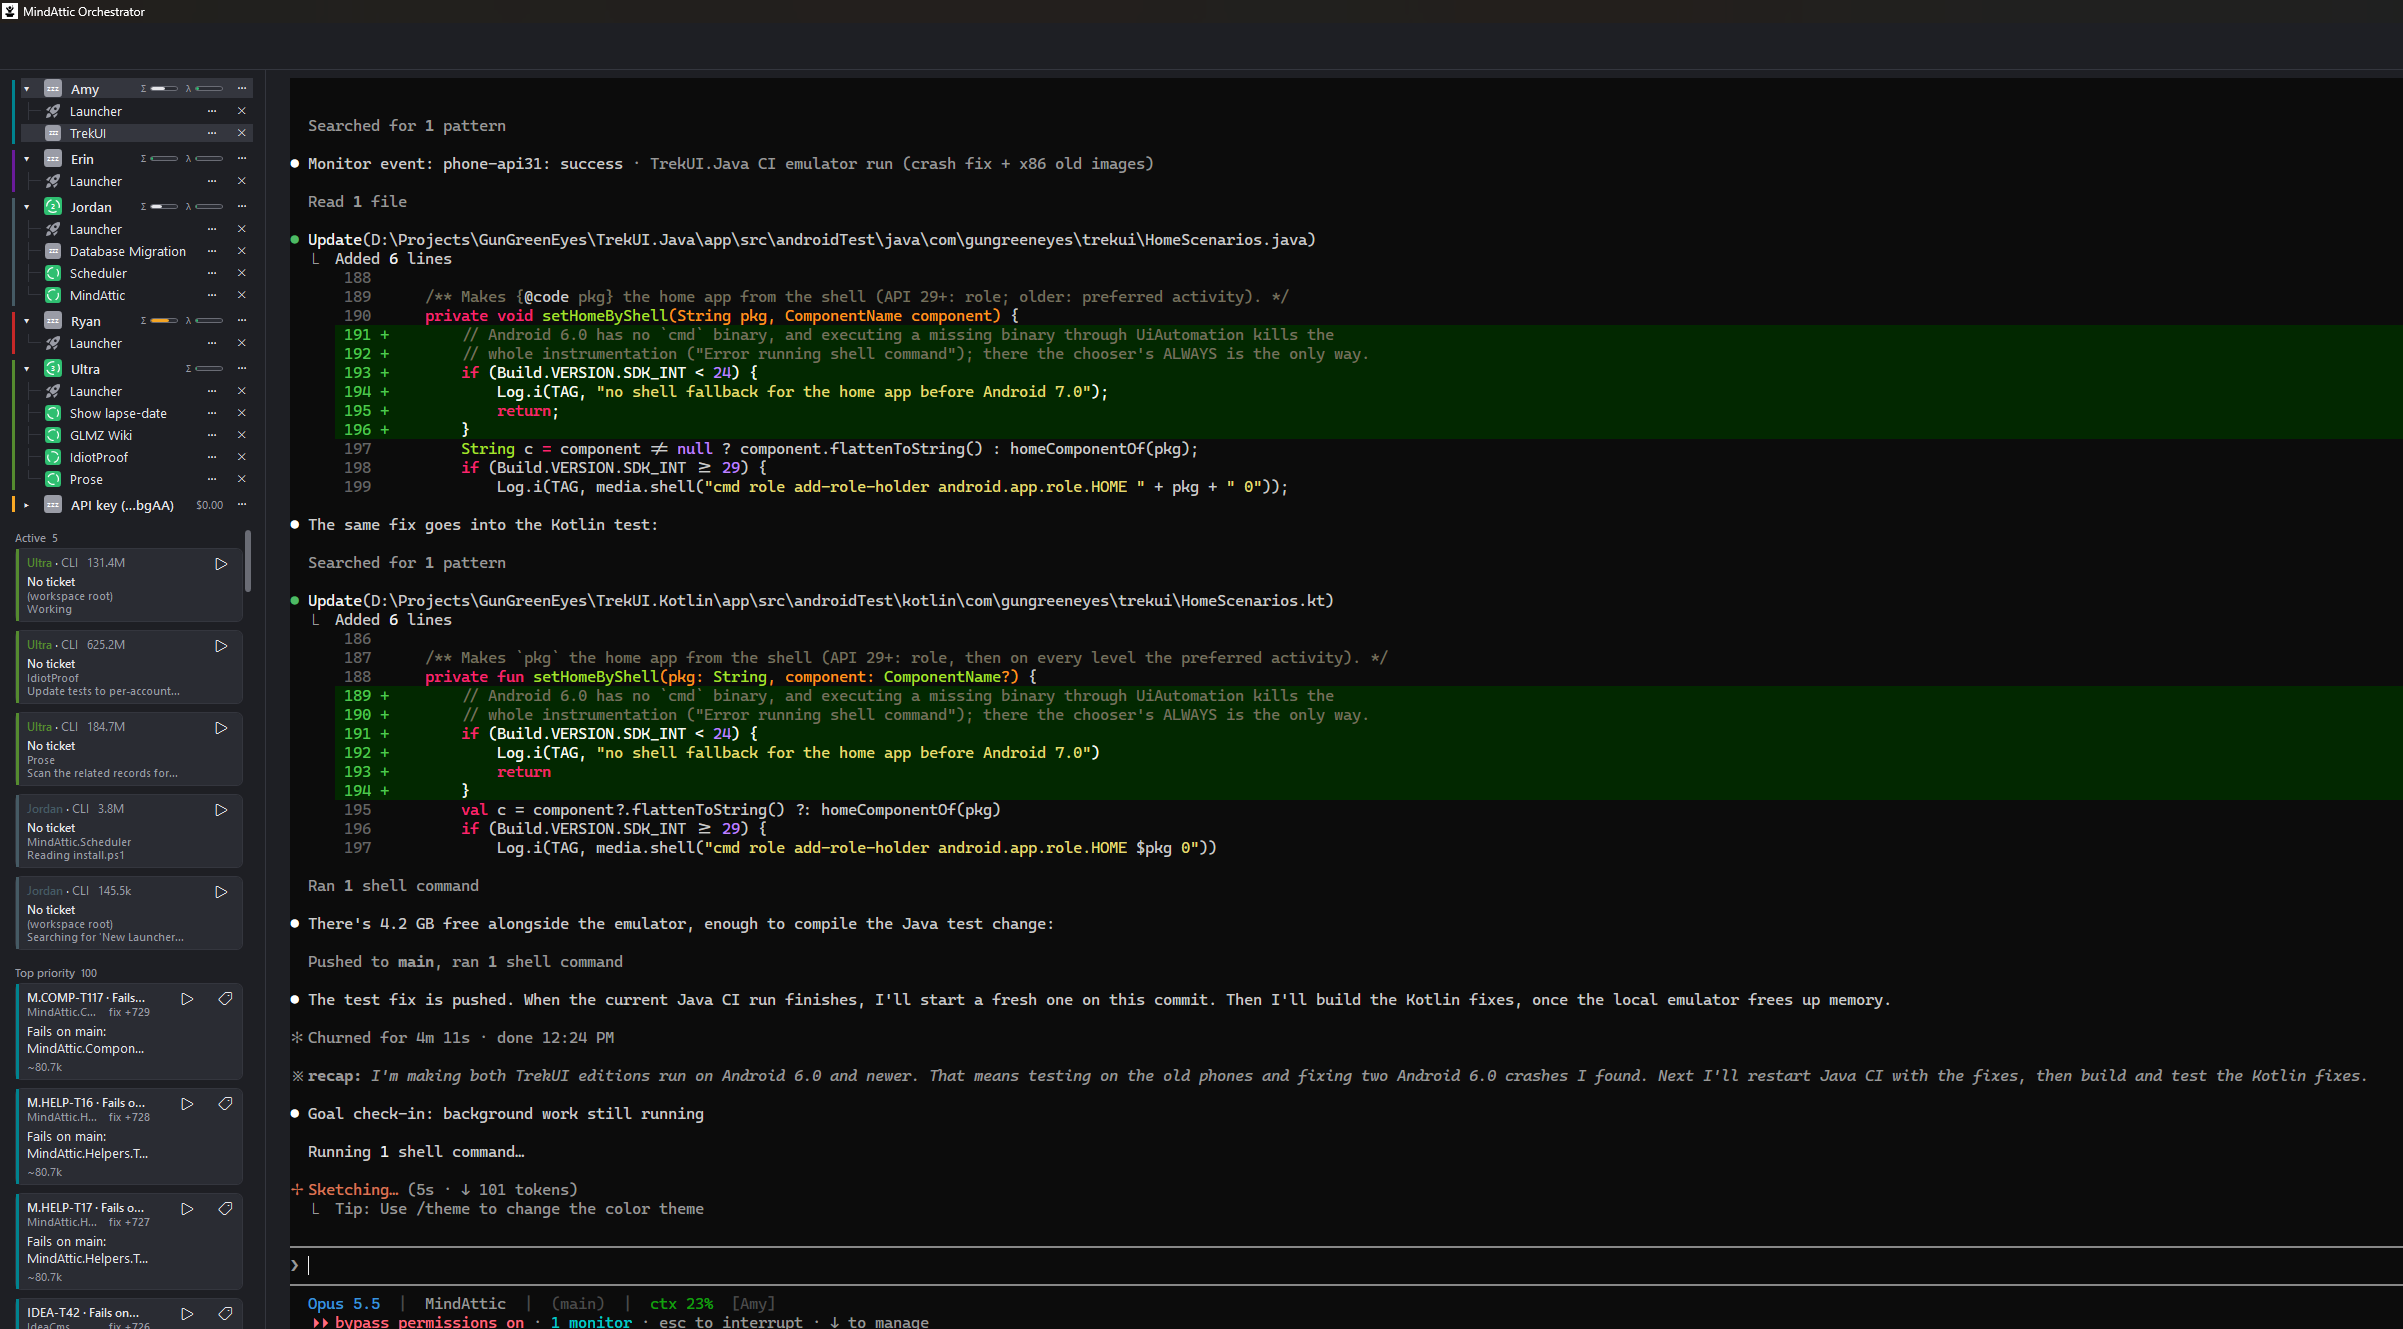 MindAttic Orchestrator
Amy Σ λ ...
Launcher ... ×
TrekUI ... ×
Erin Σ λ ...
Launcher ... ×
Jordan Σ λ ...
Launcher ... ×
Database Migration ... ×
Scheduler ... ×
MindAttic ... ×
Ryan Σ λ ...
Launcher ... ×
Ultra Σ ...
Launcher ... ×
Show lapse-date ... ×
GLMZ Wiki ... ×
IdiotProof ... ×
Prose ... ×
API key (...bgAA) $0.00 ...
Active 5
Ultra · CLI 131.4M
No ticket
(workspace root)
Working
Ultra · CLI 625.2M
No ticket
IdiotProof
Update tests to per-account...
Ultra · CLI 184.7M
No ticket
Prose
Scan the related records for...
Jordan · CLI 3.8M
No ticket
MindAttic.Scheduler
Reading install.ps1
Jordan · CLI 145.5k
No ticket
(workspace root)
Searching for `New Launcher...
Top priority 100
M.COMP-T117 · Fails...
MindAttic.C... fix +729
Fails on main:
MindAttic.Compon...
~80.7k
M.HELP-T16 · Fails o...
MindAttic.H... fix +728
Fails on main:
MindAttic.Helpers.T...
~80.7k
M.HELP-T17 · Fails o...
MindAttic.H... fix +727
Fails on main:
MindAttic.Helpers.T...
~80.7k
IDEA-T42 · Fails on...
IdeaCms fix +726
Searched for 1 pattern
● Monitor event: phone-api31: success · TrekUI.Java CI emulator run (crash fix + x86 old images)
Read 1 file
● Update(D:\Projects\GunGreenEyes\TrekUI.Java\app\src\androidTest\java\com\gungreeneyes\trekui\HomeScenarios.java)
└ Added 6 lines
188
189 /** Makes {@code pkg} the home app from the shell (API 29+: role; older: preferred activity). */
190 private void setHomeByShell(String pkg, ComponentName component) {
191 + // Android 6.0 has no `cmd` binary, and executing a missing binary through UiAutomation kills the
192 + // whole instrumentation ("Error running shell command"); there the chooser's ALWAYS is the only way.
193 + if (Build.VERSION.SDK_INT < 24) {
194 + Log.i(TAG, "no shell fallback for the home app before Android 7.0");
195 + return;
196 + }
197 String c = component ≠ null ? component.flattenToString() : homeComponentOf(pkg);
198 if (Build.VERSION.SDK_INT ≥ 29) {
199 Log.i(TAG, media.shell("cmd role add-role-holder android.app.role.HOME " + pkg + " 0"));
● The same fix goes into the Kotlin test:
Searched for 1 pattern
● Update(D:\Projects\GunGreenEyes\TrekUI.Kotlin\app\src\androidTest\kotlin\com\gungreeneyes\trekui\HomeScenarios.kt)
└ Added 6 lines
186
187 /** Makes `pkg` the home app from the shell (API 29+: role, then on every level the preferred activity). */
188 private fun setHomeByShell(pkg: String, component: ComponentName?) {
189 + // Android 6.0 has no `cmd` binary, and executing a missing binary through UiAutomation kills the
190 + // whole instrumentation ("Error running shell command"); there the chooser's ALWAYS is the only way.
191 + if (Build.VERSION.SDK_INT < 24) {
192 + Log.i(TAG, "no shell fallback for the home app before Android 7.0")
193 + return
194 + }
195 val c = component?.flattenToString() ?: homeComponentOf(pkg)
196 if (Build.VERSION.SDK_INT ≥ 29) {
197 Log.i(TAG, media.shell("cmd role add-role-holder android.app.role.HOME $pkg 0"))
Ran 1 shell command
● There's 4.2 GB free alongside the emulator, enough to compile the Java test change:
Pushed to main, ran 1 shell command
● The test fix is pushed. When the current Java CI run finishes, I'll start a fresh one on this commit. Then I'll build the Kotlin fixes, once the local emulator frees up memory.
✻ Churned for 4m 11s · done 12:24 PM
※ recap: I'm making both TrekUI editions run on Android 6.0 and newer. That means testing on the old phones and fixing two Android 6.0 crashes I found. Next I'll restart Java CI with the fixes, then build and test the Kotlin fixes.
● Goal check-in: background work still running
Running 1 shell command…
✢ Sketching… (5s · ↓ 101 tokens)
└ Tip: Use /theme to change the color theme
❯
Opus 5.5 | MindAttic | (main) | ctx 23% [Amy]
⏵⏵ bypass permissions on · 1 monitor · esc to interrupt · ↓ to manage